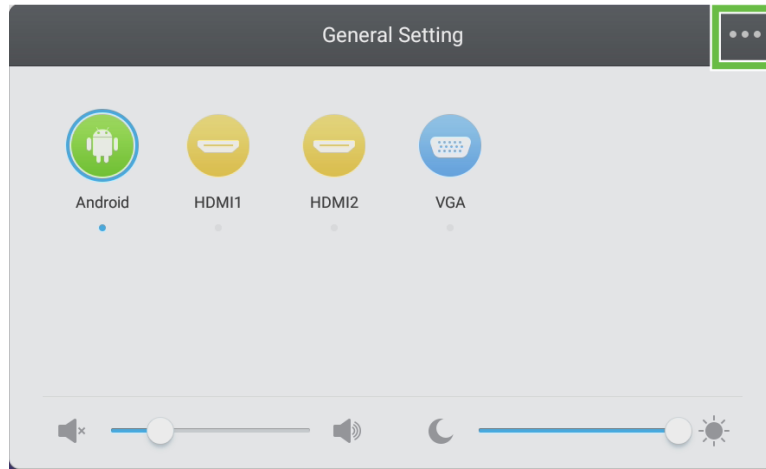 General Setting
Android
HDMI1
HDMI2
VGA